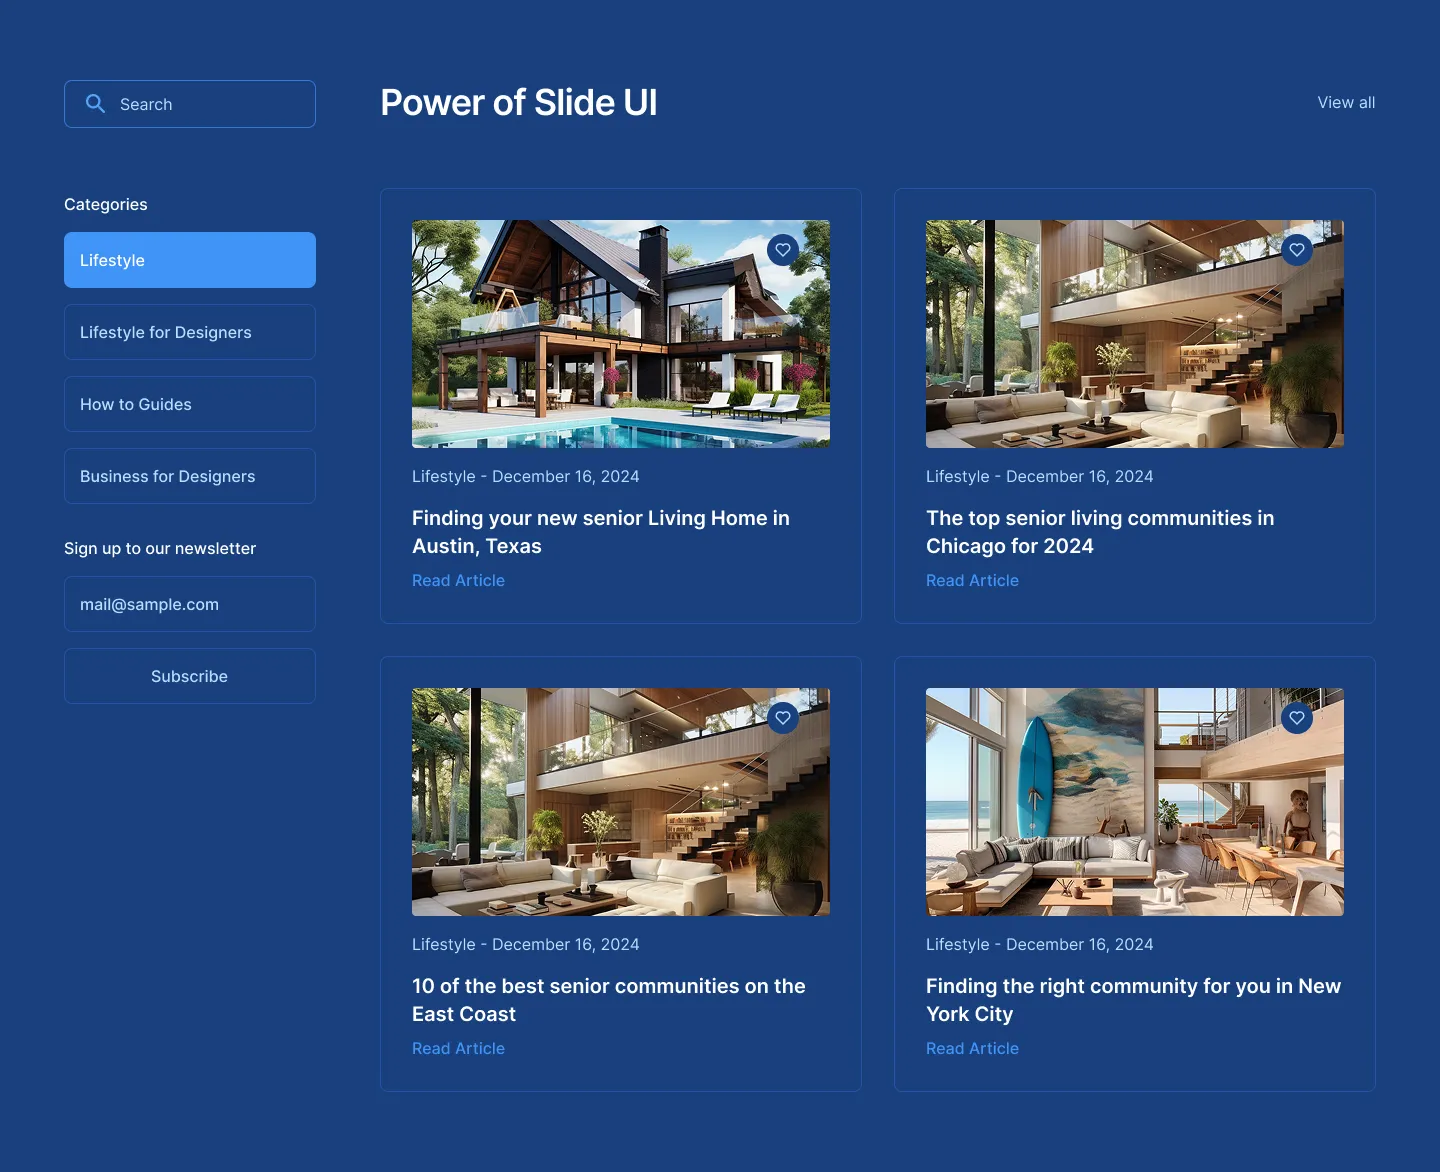 Search
Power of Slide UI
View all
Categories
Lifestyle
Lifestyle for Designers
How to Guides
Business for Designers
Sign up to our newsletter
mail@sample.com
Subscribe
Lifestyle - December 16, 2024
Finding your new senior Living Home in
Austin, Texas
Read Article
Lifestyle - December 16, 2024
The top senior living communities in
Chicago for 2024
Read Article
Lifestyle - December 16, 2024
10 of the best senior communities on the
East Coast
Read Article
Lifestyle - December 16, 2024
Finding the right community for you in New
York City
Read Article